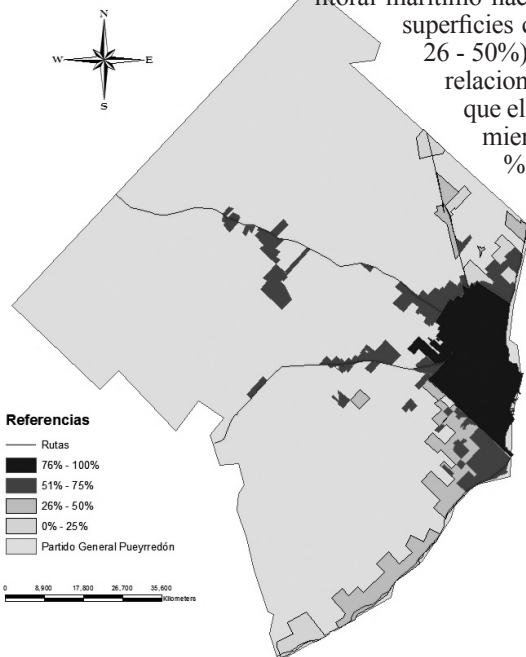 litoral marítimo hac
superficies c
26 - 50%)
relacion
que el
mien
%
N
W E
S
Referencias
Rutas
76% - 100%
51% - 75%
26% - 50%
0% - 25%
Partido General Pueyrredón
0 8,900 17,800 26,700 35,600
Kilometers